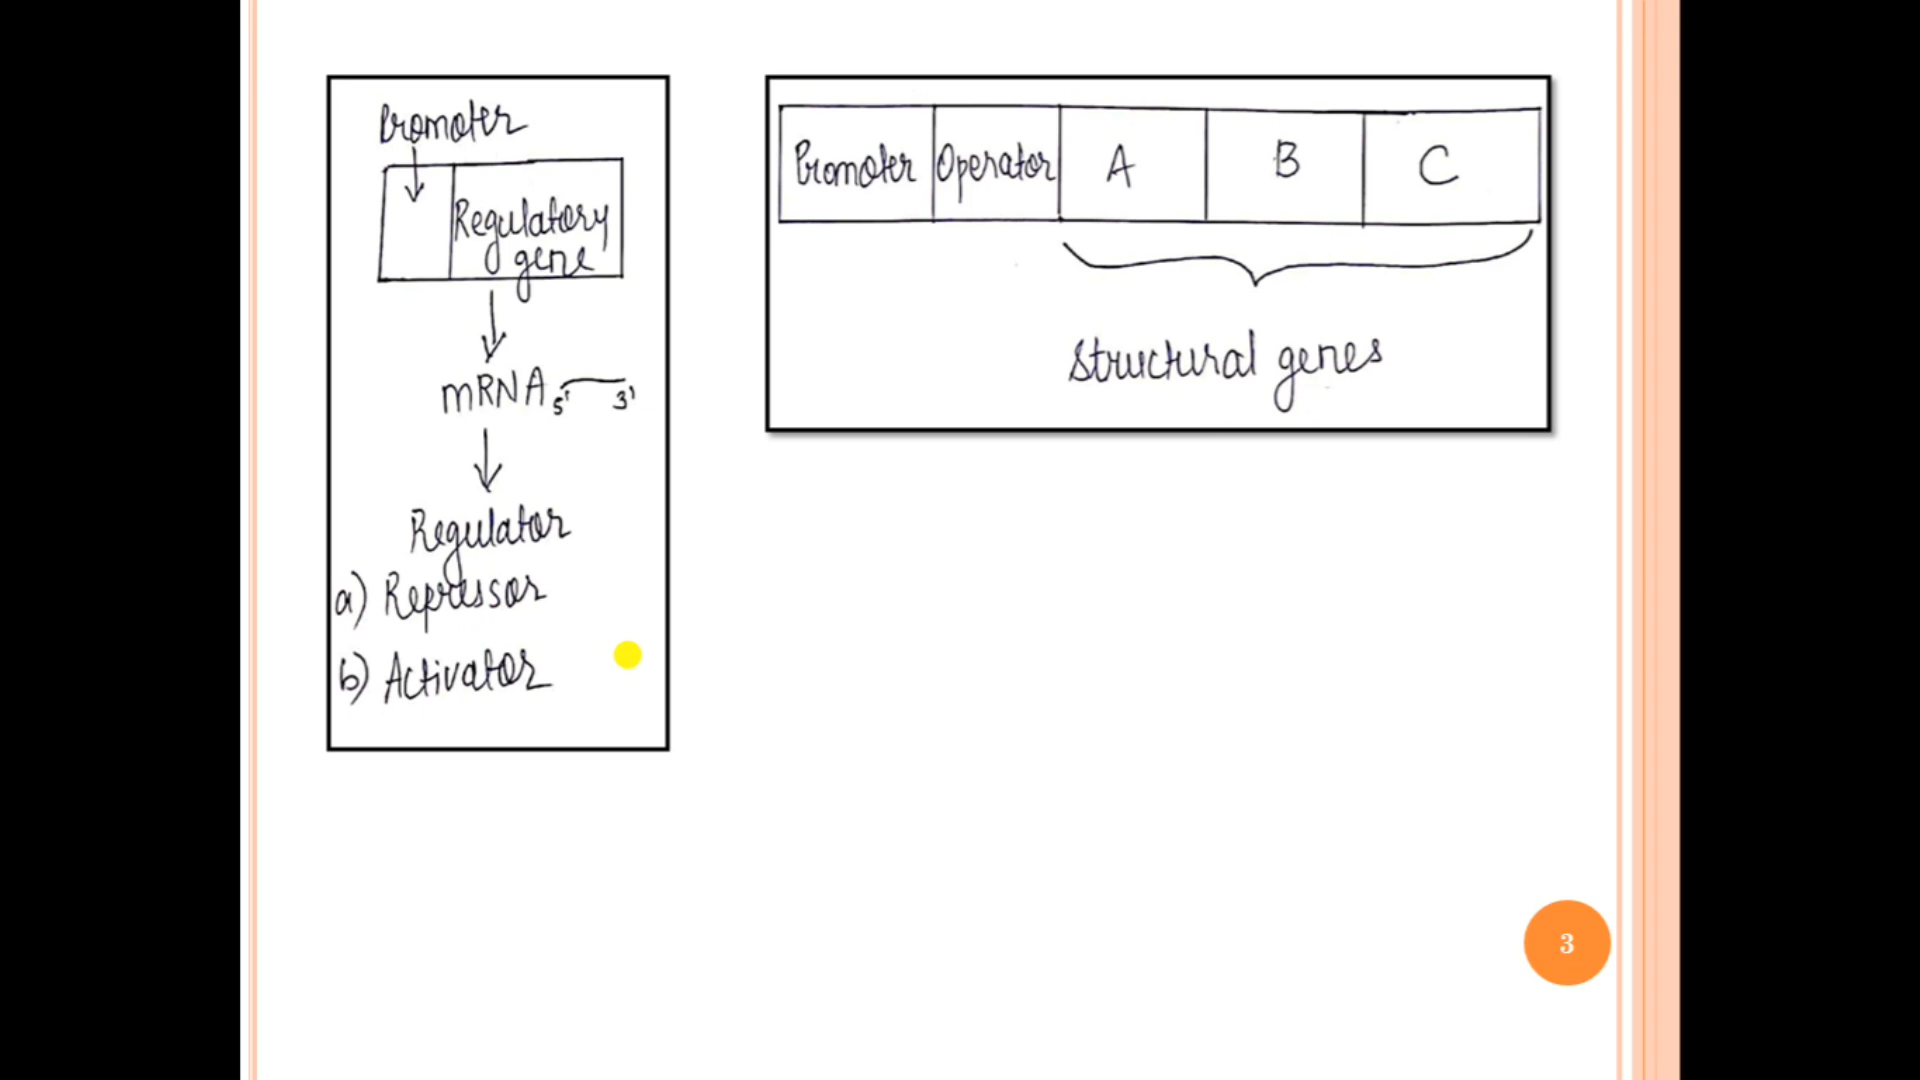 Promoter
Regulatory
gene
mRNA 5' 3'
Regulator
a) Repressor
b) Activator
Promoter Operator A B C
Structural genes
3